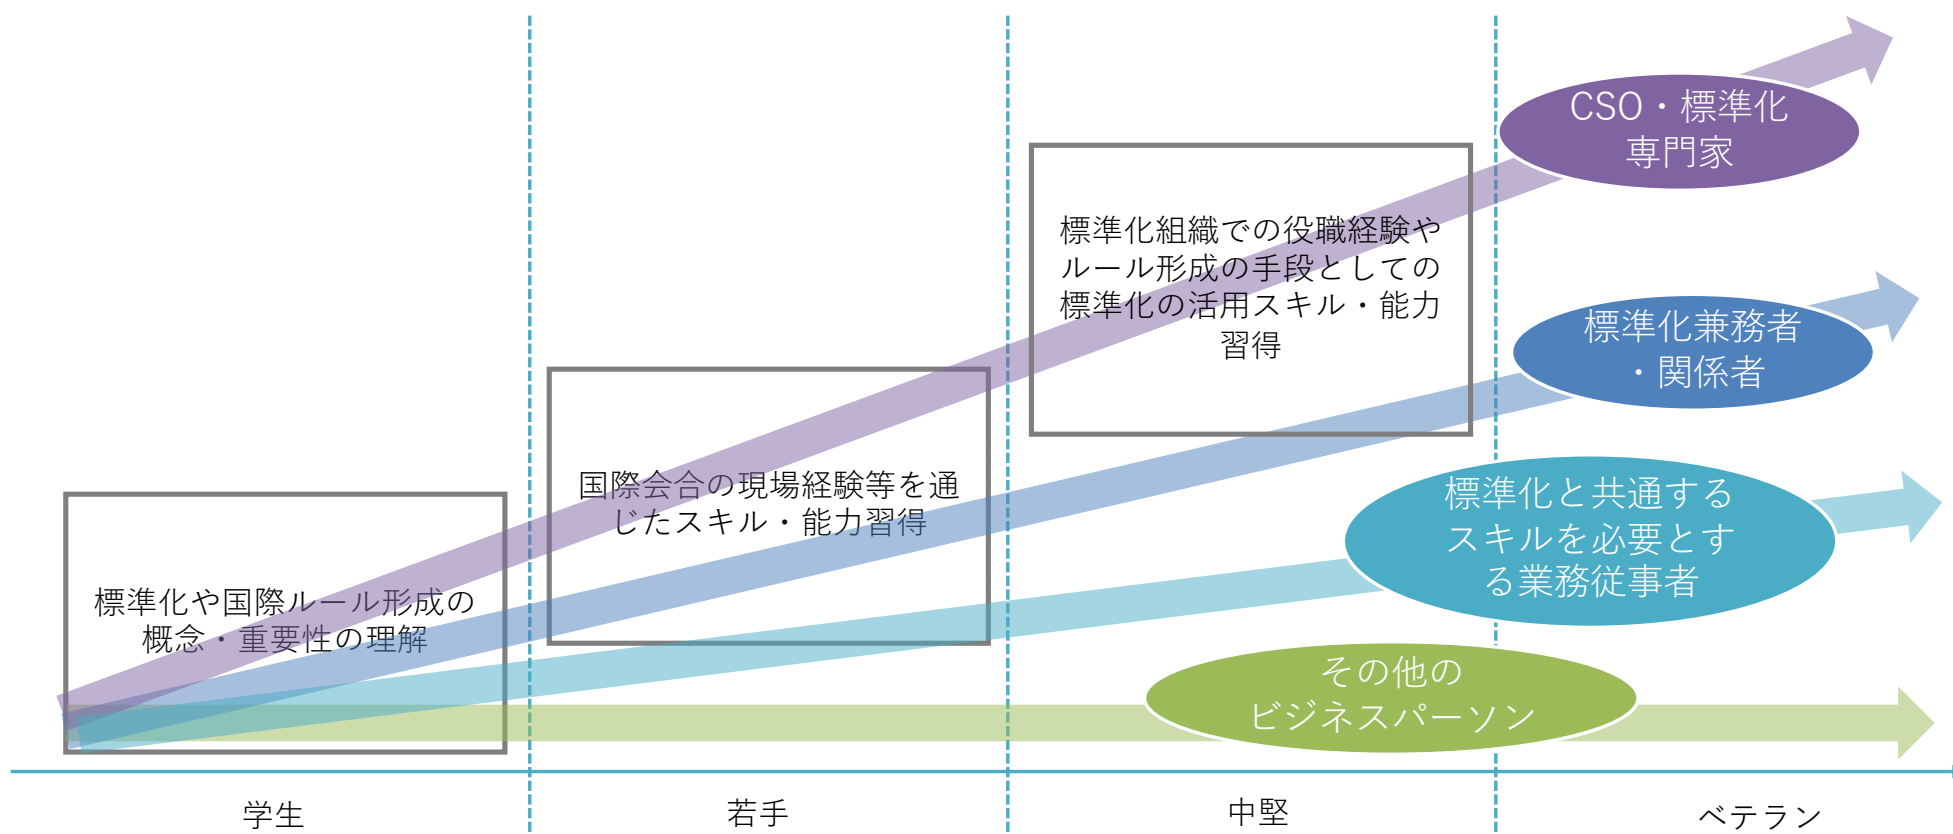 CSO・標準化
専門家
標準化組織での役職経験や
ルール形成の手段としての
標準化の活用スキル・能力
習得
標準化兼務者
・関係者
国際会合の現場経験等を通
じたスキル・能力習得
標準化と共通する
スキルを必要とす
る業務従事者
標準化や国際ルール形成の
概念・重要性の理解
その他の
ビジネスパーソン
学生
若手
中堅
ベテラン